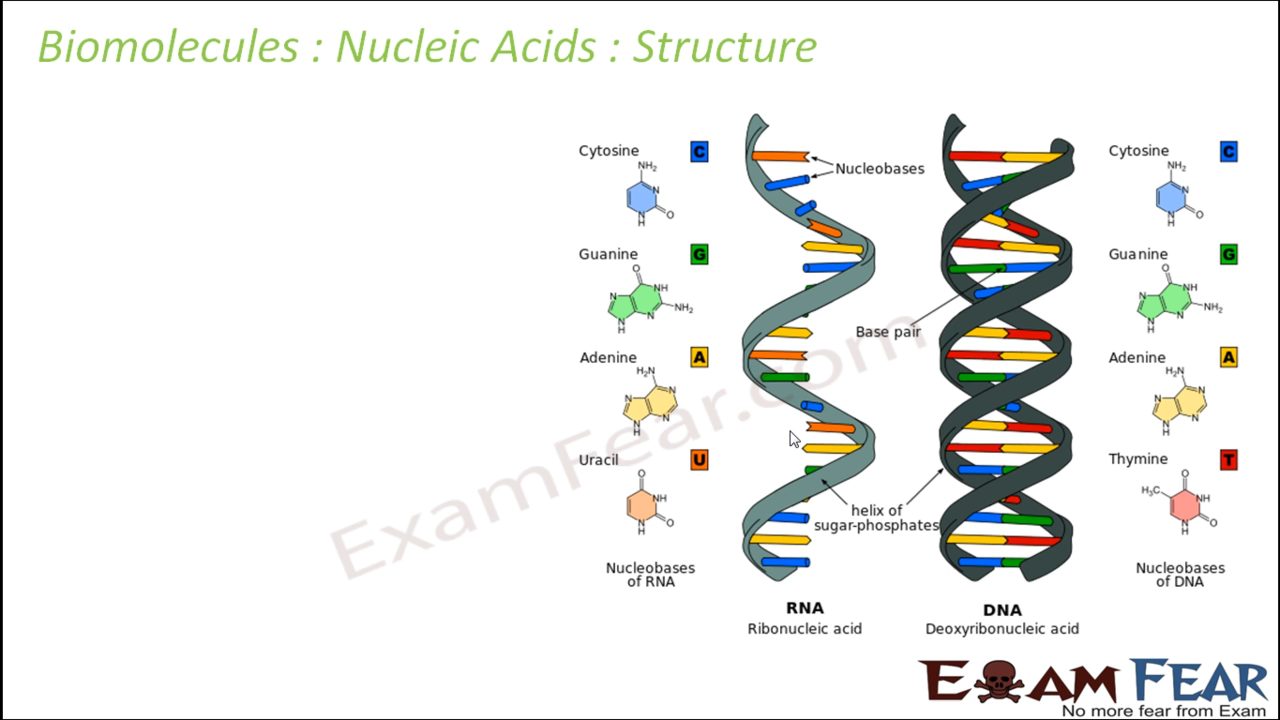 Biomolecules : Nucleic Acids : Structure
Cytosine C
NH₂
N
O
N
H
Guanine G
O
N NH
N N NH₂
H
Adenine A
H₂N
N N
N N
H
Uracil U
O
NH
N O
H
Nucleobases
of RNA
Nucleobases
Base pair
helix of
sugar-phosphates
RNA
Ribonucleic acid
DNA
Deoxyribonucleic acid
Cytosine C
NH₂
N
O
N
H
Guanine G
O
N NH
N N NH₂
H
Adenine A
H₂N
N N
N N
H
Thymine T
O
H₃C NH
N O
H
Nucleobases
of DNA
ExamFear.com
EXAM FEAR
No more fear from Exam